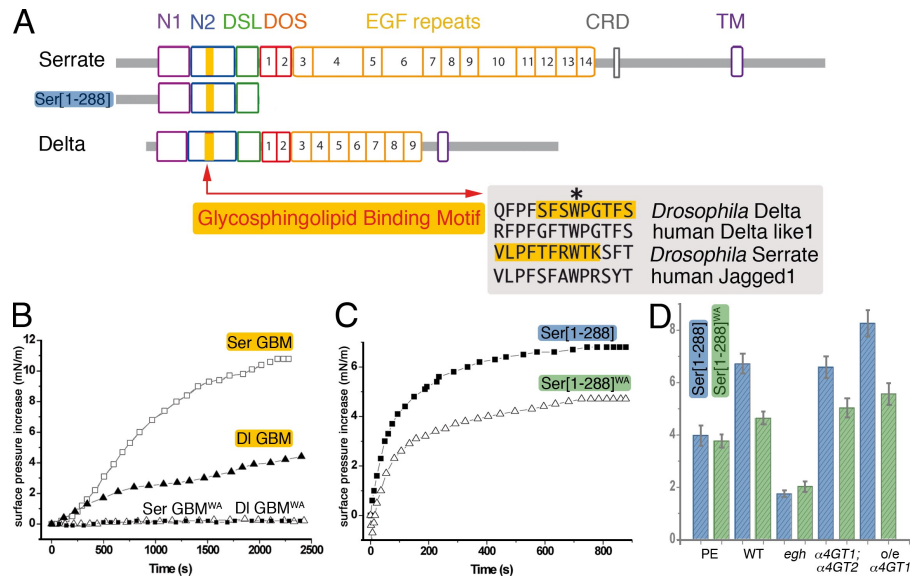 A
N1 N2 DSL DOS EGF repeats CRD TM
Serrate 1 2 3 4 5 6 7 8 9 10 11 12 13 14
Ser[1-288]
Delta 1 2 3 4 5 6 7 8 9
Glycosphingolipid Binding Motif
*
QFPFSFSWPGTFS Drosophila Delta
RFPFGFTWPGTFS human Delta like1
VLPFTFRWTKSFT Drosophila Serrate
VLPFSFAWPRSYT human Jagged1
B
surface pressure increase (mN/m)
12
10
8
6
4
2
0
Ser GBM
Dl GBM
Ser GBMWA Dl GBMWA
0 500 1000 1500 2000 2500
Time (s)
C
surface pressure increase (mN/m)
6
4
2
0
Ser[1-288]
Ser[1-288]WA
0 200 400 600 800
Time (s)
D
8
6
4
2
0
Ser[1-288]
Ser[1-288]WA
PE WT egh α4GT1; α4GT2 o/e α4GT1